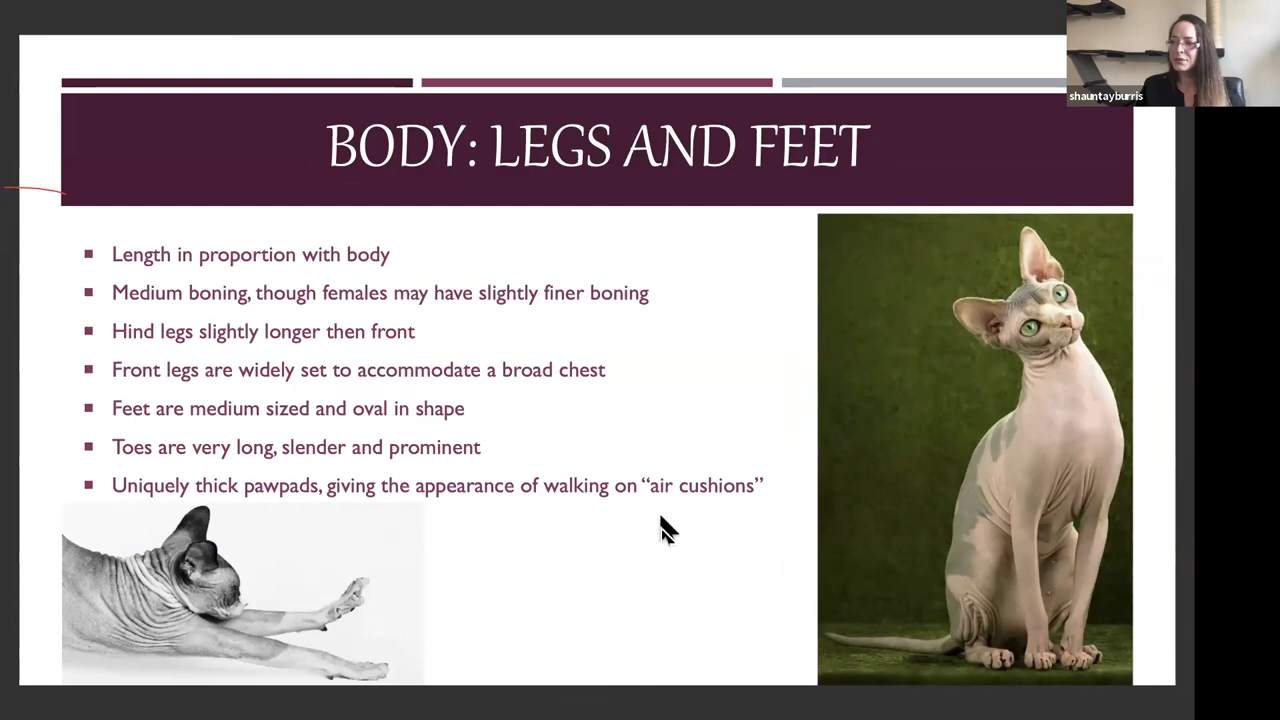 shauntayburris
BODY: LEGS AND FEET
Length in proportion with body
Medium boning, though females may have slightly finer boning
Hind legs slightly longer then front
Front legs are widely set to accommodate a broad chest
Feet are medium sized and oval in shape
Toes are very long, slender and prominent
Uniquely thick pawpads, giving the appearance of walking on “air cushions”